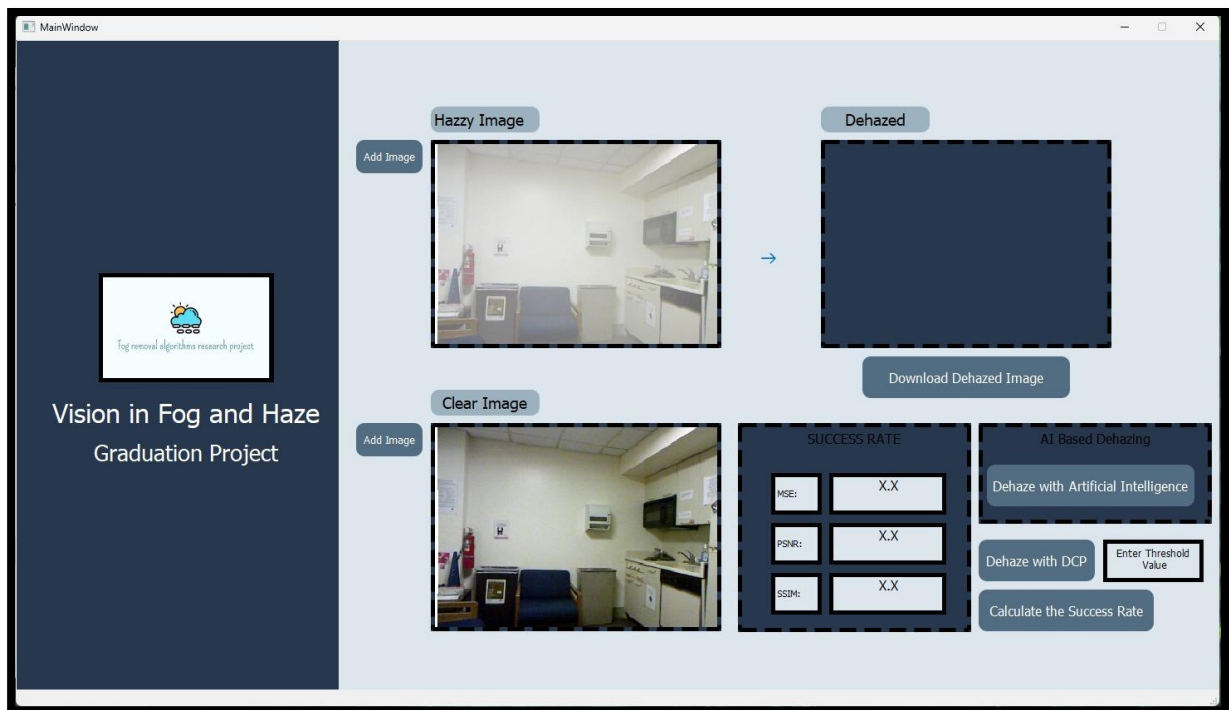 MainWindow
Hazzy Image
Dehazed
Add Image
→
Fog removal algorithms research project
Download Dehazed Image
Vision in Fog and Haze
Graduation Project
Clear Image
Add Image
SUCCESS RATE
MSE:
X.X
PSNR:
X.X
SSIM:
X.X
AI Based Dehazing
Dehaze with Artificial Intelligence
Dehaze with DCP
Enter Threshold
Value
Calculate the Success Rate